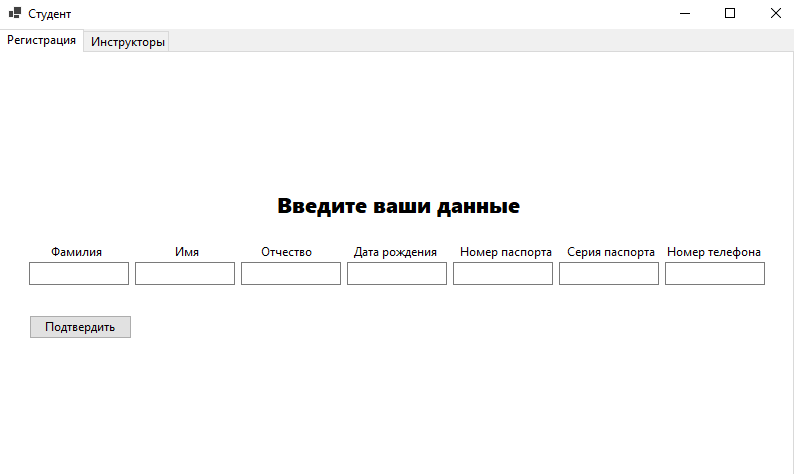 Студент
Регистрация Инструкторы
Введите ваши данные
Фамилия Имя Отчество Дата рождения Номер паспорта Серия паспорта Номер телефона
Подтвердить